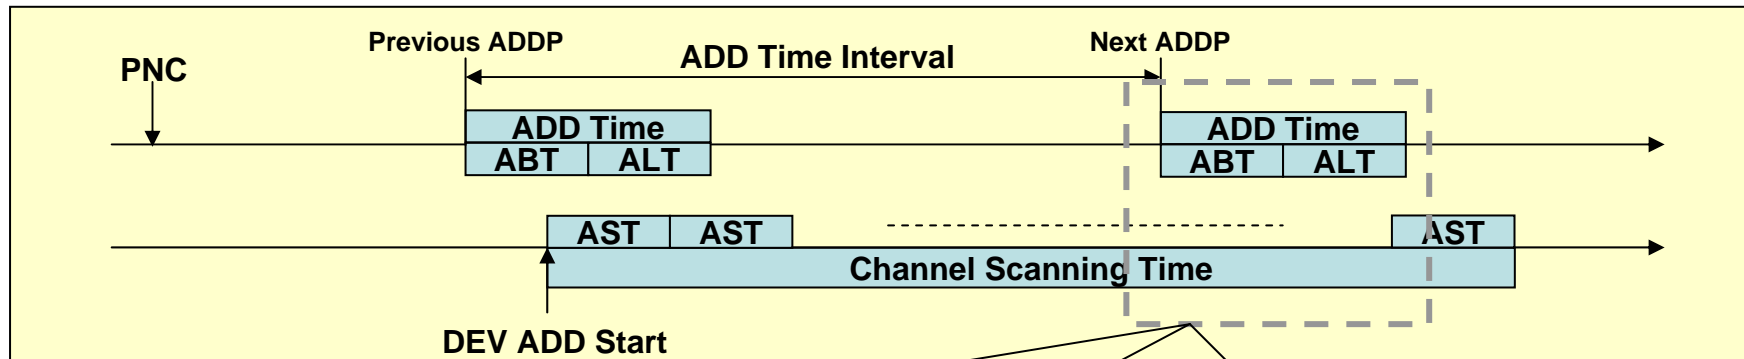 Previous ADDP
Next ADDP
ADD Time Interval
PNC
ADD Time
ADD Time
ABT ALT
ABT ALT
AST AST
AST
Channel Scanning Time
DEV ADD Start